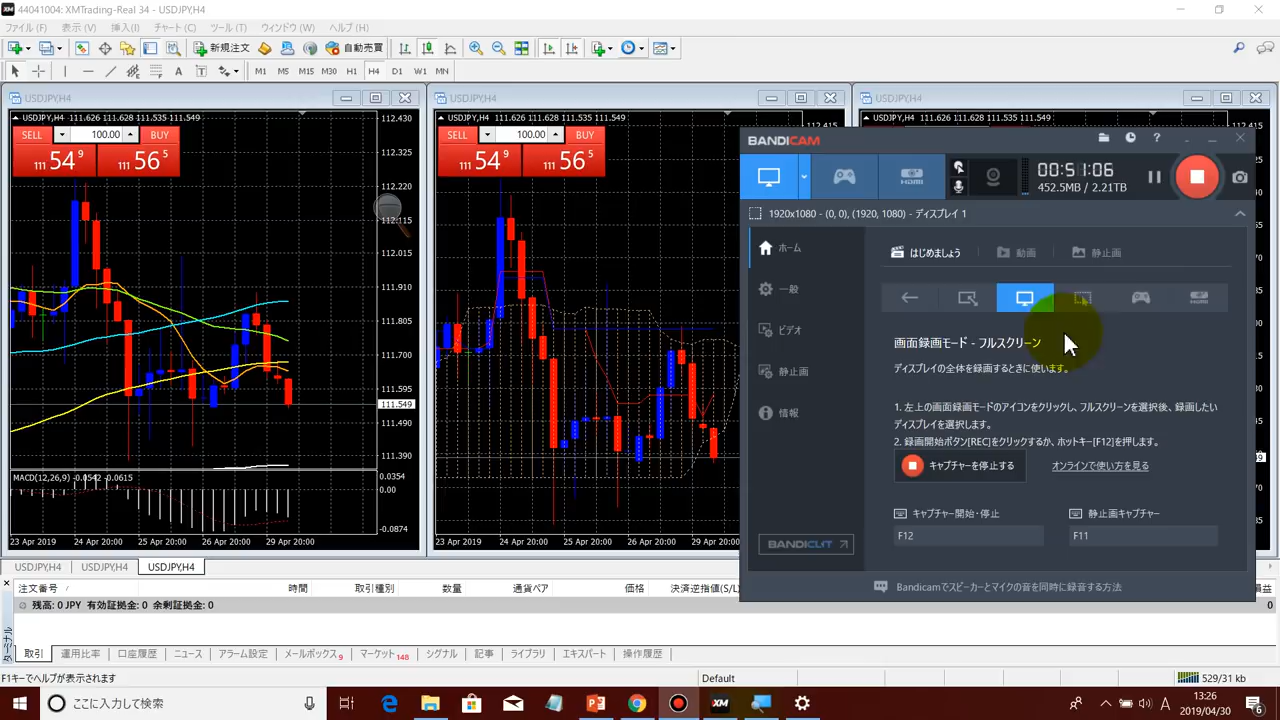 44041004: XMTrading-Real 34 - USDJPY,H4
ファイル (F) 表示 (V) 挿入(I) チャート (C) ツール (T) ウィンドウ (W) ヘルプ (H)
新規注文 自動売買
A T M1 M5 M15 M30 H1 H4 D1 W1 MN
USDJPY,H4
USDJPY,H4 111.626 111.628 111.535 111.549
SELL 100.00 BUY
111 54 9 111 56 5
112.430
112.325
112.220
112.115
112.015
111.910
111.805
111.700
111.595
111.549
111.490
111.390
MACD(12,26,9) -0.0542 -0.0615
0.0354
0.00
-0.0874
23 Apr 2019 24 Apr 20:00 25 Apr 20:00 26 Apr 20:00 29 Apr 20:00
USDJPY,H4
USDJPY,H4 111.626 111.628 111.535 111.549
112.415
SELL 100.00 BUY
111 54 9 111 56 5
23 Apr 2019 24 Apr 20:00 25 Apr 20:00 26 Apr 20:00 29 Apr 20:00
USDJPY,H4
USDJPY,H4 111.626 111.628 111.535 111.549
112.415
BANDICAM
HDMI
00:51:06
452.5MB / 2.21TB
1920x1080 - (0, 0), (1920, 1080) - ディスプレイ 1
ホーム
一般
ビデオ
静止画
情報
BANDICUT
はじめましょう 動画 静止画
画面録画モード - フルスクリーン
ディスプレイの全体を録画するときに使います。
1. 左上の画面録画モードのアイコンをクリックし、フルスクリーンを選択後、録画したい
ディスプレイを選択します。
2. 録画開始ボタン[REC]をクリックするか、ホットキー[F12]を押します。
キャプチャーを停止する オンラインで使い方を見る
キャプチャー開始・停止 静止画キャプチャー
F12 F11
Bandicamでスピーカーとマイクの音を同時に録音する方法
USDJPY,H4 USDJPY,H4 USDJPY,H4
注文番号 / 時間 取引種別 数量 通貨ペア 価格 決済逆指値(S/L) 損益
残高: 0 JPY 有効証拠金: 0 余剰証拠金: 0 0
ターミナル
取引 運用比率 口座履歴 ニュース アラーム設定 メールボックス 9 マーケット 148 シグナル 記事 ライブラリ エキスパート 操作履歴
F1キーでヘルプが表示されます Default 529/31 kb
ここに入力して検索
XM
A
13:26
2019/04/30
6